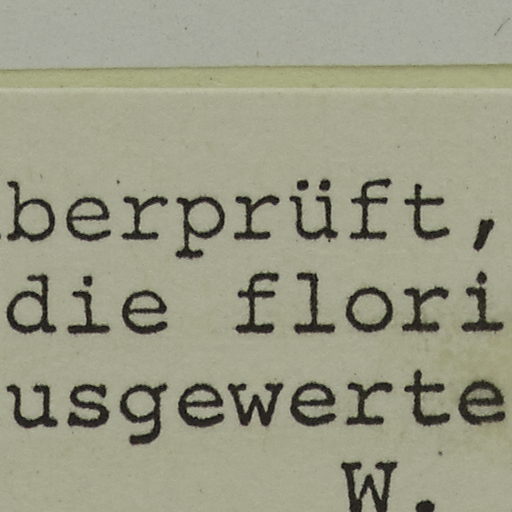 berprüft,
die flori
usgewerte
W.